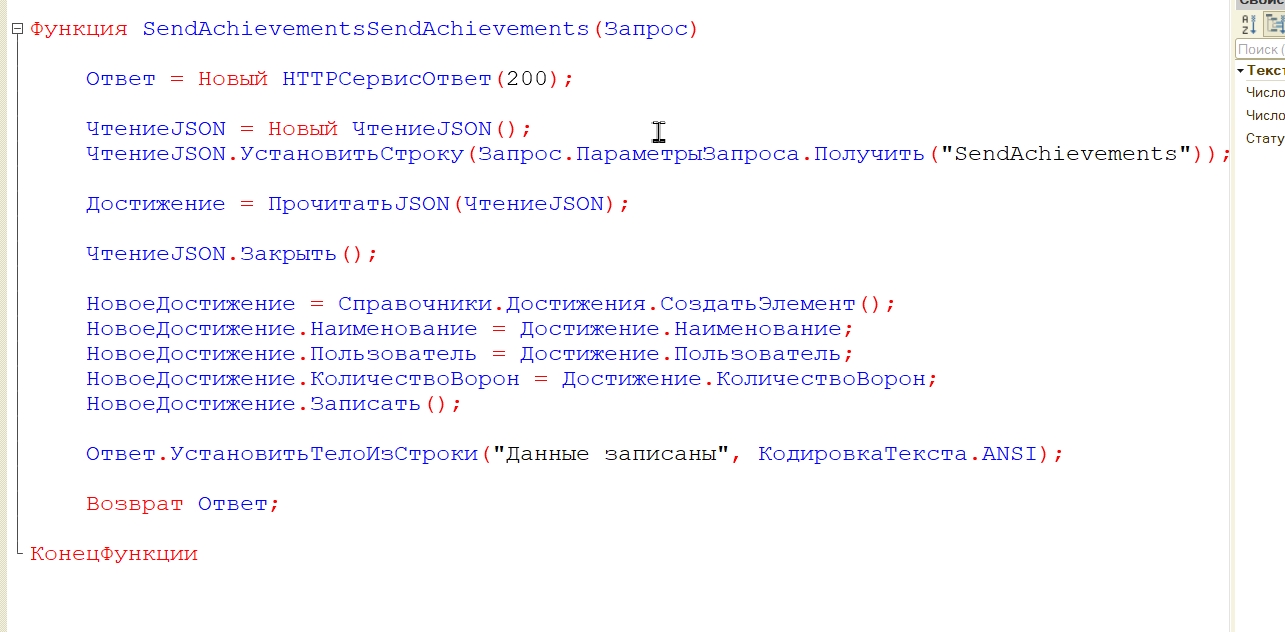 Функция SendAchievementsSendAchievements(Запрос)
Ответ = Новый HTTPСервисОтвет(200);
ЧтениеJSON = Новый ЧтениеJSON();
ЧтениеJSON.УстановитьСтроку(Запрос.ПараметрыЗапроса.Получить("SendAchievements"));
Достижение = ПрочитатьJSON(ЧтениеJSON);
ЧтениеJSON.Закрыть();
НовоеДостижение = Справочники.Достижения.СоздатьЭлемент();
НовоеДостижение.Наименование = Достижение.Наименование;
НовоеДостижение.Пользователь = Достижение.Пользователь;
НовоеДостижение.КоличествоВорон = Достижение.КоличествоВорон;
НовоеДостижение.Записать();
Ответ.УстановитьТелоИзСтроки("Данные записаны", КодировкаТекста.ANSI);
Возврат Ответ;
КонецФункции
Поиск (
Текст
Число
Число
Стату